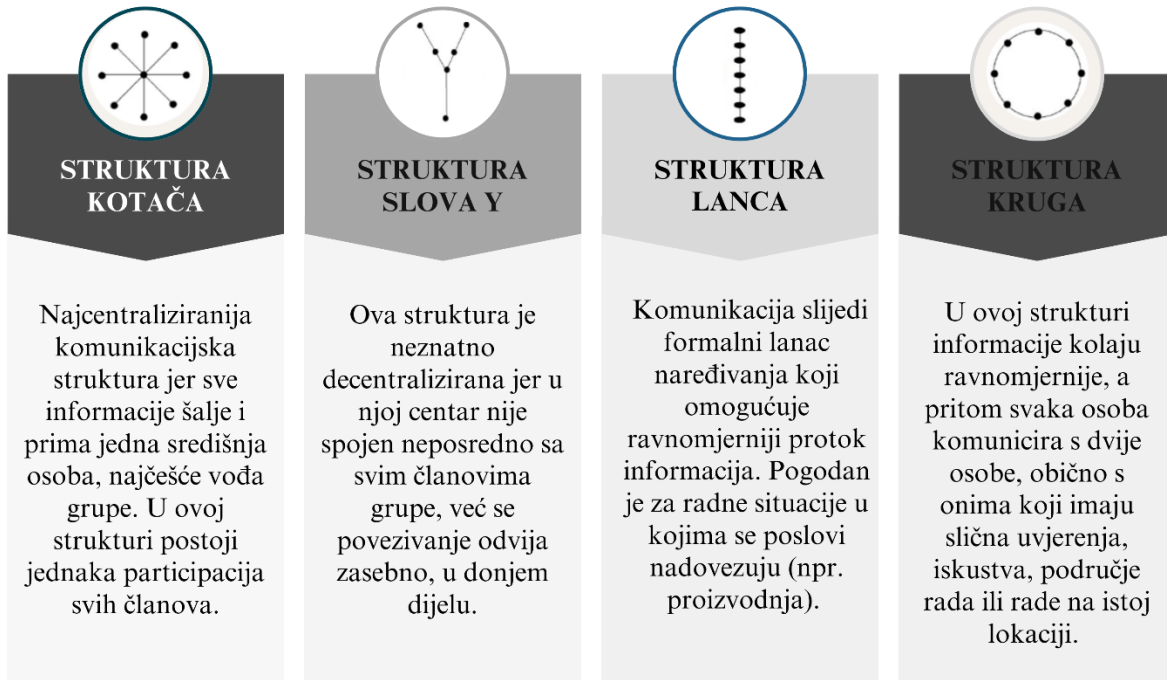 STRUKTURA
KOTAČA
Najcentraliziranija
komunikacijska
struktura jer sve
informacije šalje i
prima jedna središnja
osoba, najčešće vođa
grupe. U ovoj
strukturi postoji
jednaka participacija
svih članova.
STRUKTURA
SLOVA Y
Ova struktura je
neznatno
decentralizirana jer u
njoj centar nije
spojen neposredno sa
svim članovima
grupe, već se
povezivanje odvija
zasebno, u donjem
dijelu.
STRUKTURA
LANCA
Komunikacija slijedi
formalni lanac
naređivanja koji
omogućuje
ravnomjerniji protok
informacija. Pogodan
je za radne situacije u
kojima se poslovi
nadovezuju (npr.
proizvodnja).
STRUKTURA
KRUGA
U ovoj strukturi
informacije kolaju
ravnomjernije, a
pritom svaka osoba
komunicira s dvije
osobe, obično s
onima koji imaju
slična uvjerenja,
iskustva, područje
rada ili rade na istoj
lokaciji.